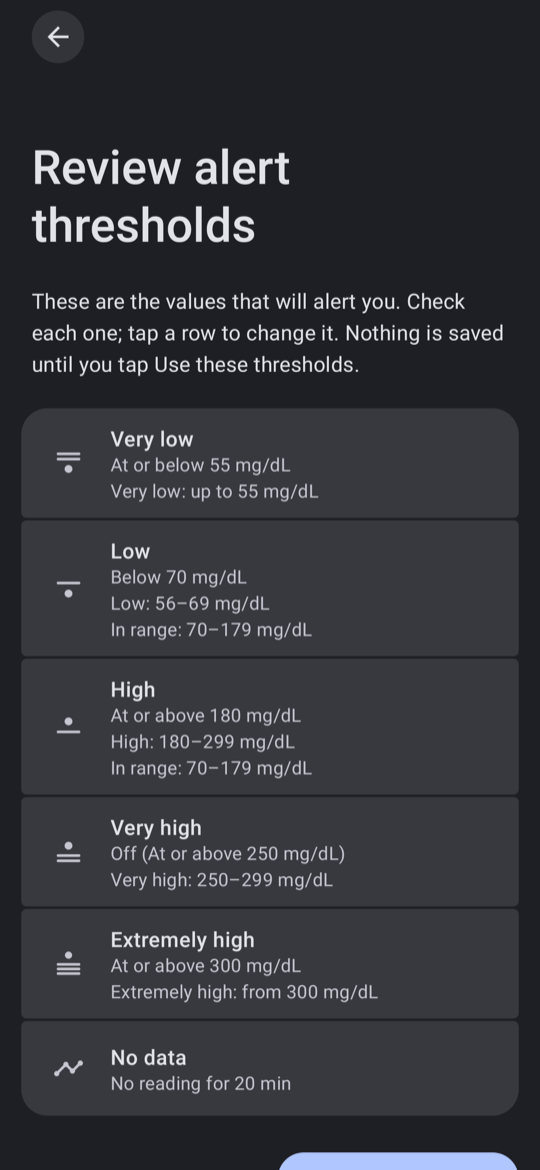 Review alert
thresholds
These are the values that will alert you. Check
each one; tap a row to change it. Nothing is saved
until you tap Use these thresholds.
Very low
At or below 55 mg/dL
Very low: up to 55 mg/dL
Low
Below 70 mg/dL
Low: 56–69 mg/dL
In range: 70–179 mg/dL
High
At or above 180 mg/dL
High: 180–299 mg/dL
In range: 70–179 mg/dL
Very high
Off (At or above 250 mg/dL)
Very high: 250–299 mg/dL
Extremely high
At or above 300 mg/dL
Extremely high: from 300 mg/dL
No data
No reading for 20 min